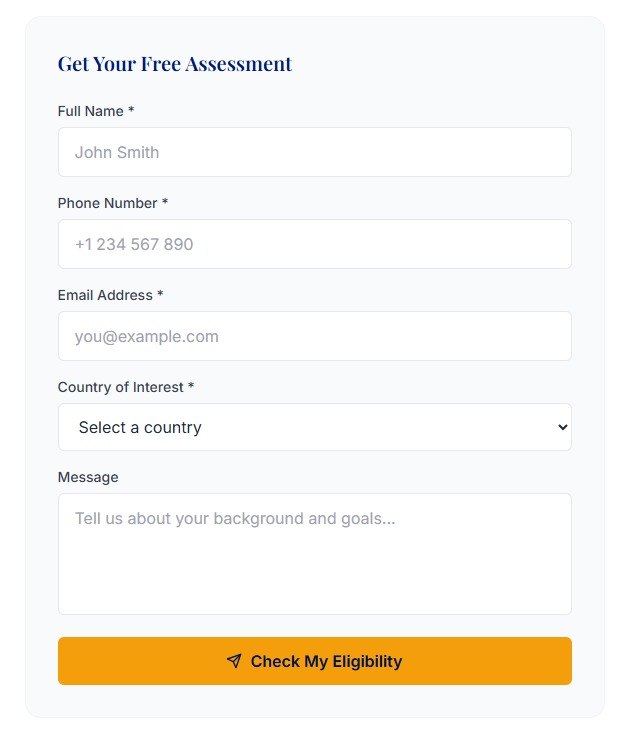 Get Your Free Assessment
Full Name *
John Smith
Phone Number *
+1 234 567 890
Email Address *
you@example.com
Country of Interest *
Select a country
Message
Tell us about your background and goals...
Check My Eligibility